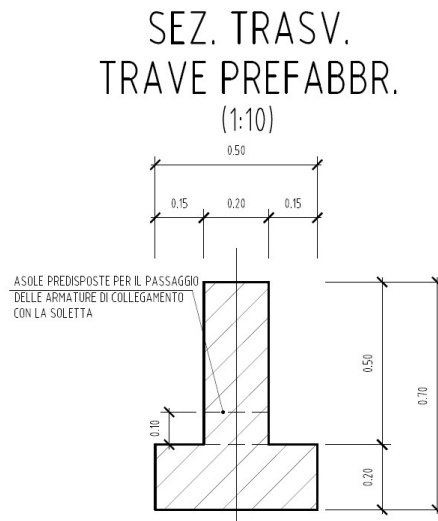 SEZ. TRASV.
TRAVE PREFABBR.
(1:10)
0.50
0.15 0.20 0.15
ASOLE PREDISPOSTE PER IL PASSAGGIO
DELLE ARMATURE DI COLLEGAMENTO
CON LA SOLETTA
0.50
0.70
0.10
0.20